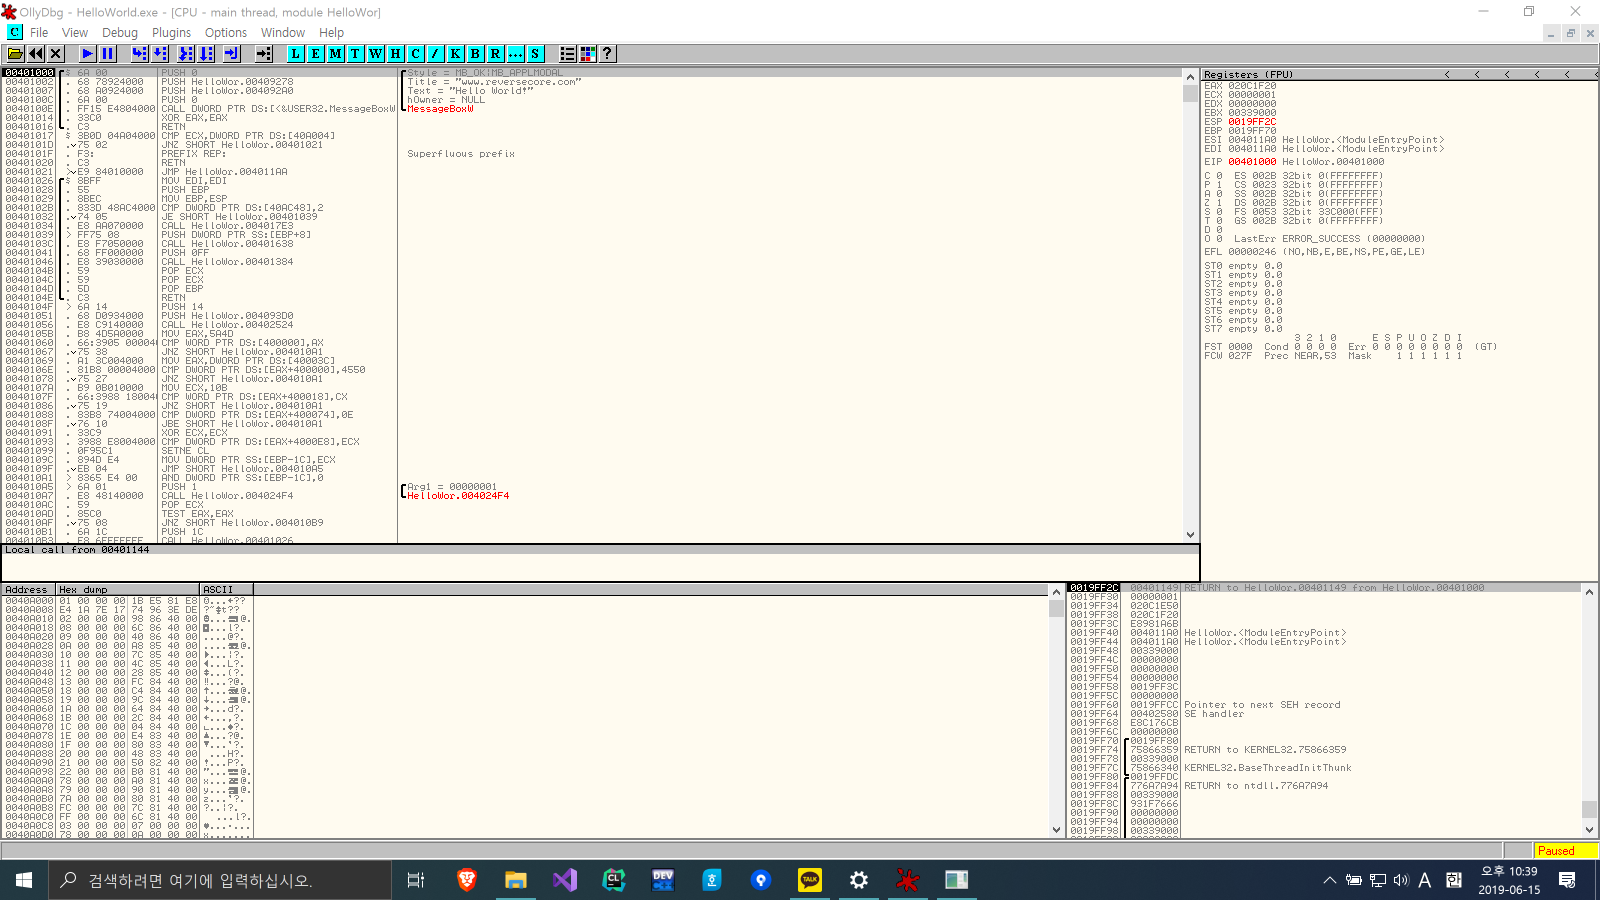 OllyDbg - HelloWorld.exe - [CPU - main thread, module HelloWor]
C File View Debug Plugins Options Window Help
L E M T W H C / K B R ... S ?
00401000 $ 6A 00 PUSH 0 Style = MB_OK|MB_APPLMODAL
00401002 . 68 78924000 PUSH HelloWor.00409278 Title = "www.reversecore.com"
00401007 . 68 A0924000 PUSH HelloWor.004092A0 Text = "Hello World!"
0040100C . 6A 00 PUSH 0 hOwner = NULL
0040100E . FF15 E4804000 CALL DWORD PTR DS:[<&USER32.MessageBoxW MessageBoxW
00401014 . 33C0 XOR EAX,EAX
00401016 . C3 RETN
00401017 $ 3B0D 04A04000 CMP ECX,DWORD PTR DS:[40A004]
0040101D .v75 02 JNZ SHORT HelloWor.00401021
0040101F . F3: PREFIX REP: Superfluous prefix
00401020 . C3 RETN
00401021 >vE9 84010000 JMP HelloWor.004011AA
00401026 $ 8BFF MOV EDI,EDI
00401028 . 55 PUSH EBP
00401029 . 8BEC MOV EBP,ESP
0040102B . 833D 48AC4000 CMP DWORD PTR DS:[40AC48],2
00401032 .v74 05 JE SHORT HelloWor.00401039
00401034 . E8 AA070000 CALL HelloWor.004017E3
00401039 > FF75 08 PUSH DWORD PTR SS:[EBP+8]
0040103C . E8 F7050000 CALL HelloWor.00401638
00401041 . 68 FF000000 PUSH 0FF
00401046 . E8 39030000 CALL HelloWor.00401384
0040104B . 59 POP ECX
0040104C . 59 POP ECX
0040104D . 5D POP EBP
0040104E . C3 RETN
0040104F > 6A 14 PUSH 14
00401051 . 68 D0934000 PUSH HelloWor.004093D0
00401056 . E8 C9140000 CALL HelloWor.00402524
0040105B . B8 4D5A0000 MOV EAX,5A4D
00401060 . 66:3905 000040 CMP WORD PTR DS:[400000],AX
00401067 .v75 38 JNZ SHORT HelloWor.004010A1
00401069 . A1 3C004000 MOV EAX,DWORD PTR DS:[40003C]
0040106E . 81B8 00004000 CMP DWORD PTR DS:[EAX+400000],4550
00401078 .v75 27 JNZ SHORT HelloWor.004010A1
0040107A . B9 0B010000 MOV ECX,10B
0040107F . 66:3988 180040 CMP WORD PTR DS:[EAX+400018],CX
00401086 .v75 19 JNZ SHORT HelloWor.004010A1
00401088 . 83B8 74004000 CMP DWORD PTR DS:[EAX+400074],0E
0040108F .v76 10 JBE SHORT HelloWor.004010A1
00401091 . 33C9 XOR ECX,ECX
00401093 . 3988 E8004000 CMP DWORD PTR DS:[EAX+4000E8],ECX
00401099 . 0F95C1 SETNE CL
0040109C . 894D E4 MOV DWORD PTR SS:[EBP-1C],ECX
0040109F .vEB 04 JMP SHORT HelloWor.004010A5
004010A1 > 8365 E4 00 AND DWORD PTR SS:[EBP-1C],0
004010A5 > 6A 01 PUSH 1 Arg1 = 00000001
004010A7 . E8 48140000 CALL HelloWor.004024F4 HelloWor.004024F4
004010AC . 59 POP ECX
004010AD . 85C0 TEST EAX,EAX
004010AF .v75 08 JNZ SHORT HelloWor.004010B9
004010B1 . 6A 1C PUSH 1C
004010B3 . E8 6EFFFFFF CALL HelloWor.00401026
Local call from 00401144
Registers (FPU) < < < < < <
EAX 020C1F20
ECX 00000001
EDX 00000000
EBX 00339000
ESP 0019FF2C
EBP 0019FF70
ESI 004011A0 HelloWor.<ModuleEntryPoint>
EDI 004011A0 HelloWor.<ModuleEntryPoint>
EIP 00401000 HelloWor.00401000
C 0 ES 002B 32bit 0(FFFFFFFF)
P 1 CS 0023 32bit 0(FFFFFFFF)
A 0 SS 002B 32bit 0(FFFFFFFF)
Z 1 DS 002B 32bit 0(FFFFFFFF)
S 0 FS 0053 32bit 33C000(FFF)
T 0 GS 002B 32bit 0(FFFFFFFF)
D 0
O 0 LastErr ERROR_SUCCESS (00000000)
EFL 00000246 (NO,NB,E,BE,NS,PE,GE,LE)
ST0 empty 0.0
ST1 empty 0.0
ST2 empty 0.0
ST3 empty 0.0
ST4 empty 0.0
ST5 empty 0.0
ST6 empty 0.0
ST7 empty 0.0
3 2 1 0 E S P U O Z D I
FST 0000 Cond 0 0 0 0 Err 0 0 0 0 0 0 0 0 (GT)
FCW 027F Prec NEAR,53 Mask 1 1 1 1 1 1
Address Hex dump ASCII
0040A000 01 00 00 00 1B E5 81 E8
0040A008 E4 1A 7E 17 74 96 3E DE
0040A010 02 00 00 00 98 86 40 00
0040A018 08 00 00 00 6C 86 40 00
0040A020 09 00 00 00 40 86 40 00
0040A028 0A 00 00 00 A8 85 40 00
0040A030 10 00 00 00 7C 85 40 00
0040A038 11 00 00 00 4C 85 40 00
0040A040 12 00 00 00 28 85 40 00
0040A048 13 00 00 00 FC 84 40 00
0040A050 18 00 00 00 C4 84 40 00
0040A058 19 00 00 00 9C 84 40 00
0040A060 1A 00 00 00 64 84 40 00
0040A068 1B 00 00 00 2C 84 40 00
0040A070 1C 00 00 00 04 84 40 00
0040A078 1E 00 00 00 E4 83 40 00
0040A080 1F 00 00 00 80 83 40 00
0040A088 20 00 00 00 48 83 40 00
0040A090 21 00 00 00 50 82 40 00
0040A098 22 00 00 00 B0 81 40 00
0040A0A0 78 00 00 00 A0 81 40 00
0040A0A8 79 00 00 00 90 81 40 00
0040A0B0 7A 00 00 00 80 81 40 00
0040A0B8 FC 00 00 00 7C 81 40 00
0040A0C0 FF 00 00 00 6C 81 40 00
0040A0C8 03 00 00 00 07 00 00 00
0040A0D0 78 00 00 00 0A 00 00 00
0019FF2C 00401149 RETURN to HelloWor.00401149 from HelloWor.00401000
0019FF30 00000001
0019FF34 020C1E50
0019FF38 020C1F20
0019FF3C E8981A6B
0019FF40 004011A0 HelloWor.<ModuleEntryPoint>
0019FF44 004011A0 HelloWor.<ModuleEntryPoint>
0019FF48 00339000
0019FF4C 00000000
0019FF50 00000000
0019FF54 00000000
0019FF58 0019FF3C
0019FF5C 00000000
0019FF60 0019FFCC Pointer to next SEH record
0019FF64 00402580 SE handler
0019FF68 E8C176CB
0019FF6C 00000000
0019FF70 0019FF80
0019FF74 75866359 RETURN to KERNEL32.75866359
0019FF78 00339000
0019FF7C 75866340 KERNEL32.BaseThreadInitThunk
0019FF80 0019FFDC
0019FF84 776A7A94 RETURN to ntdll.776A7A94
0019FF88 00339000
0019FF8C 931F7666
0019FF90 00000000
0019FF94 00000000
0019FF98 00339000
Paused
검색하려면 여기에 입력하십시오.
CL
DEV
TALK
A 한
오후 10:39
2019-06-15